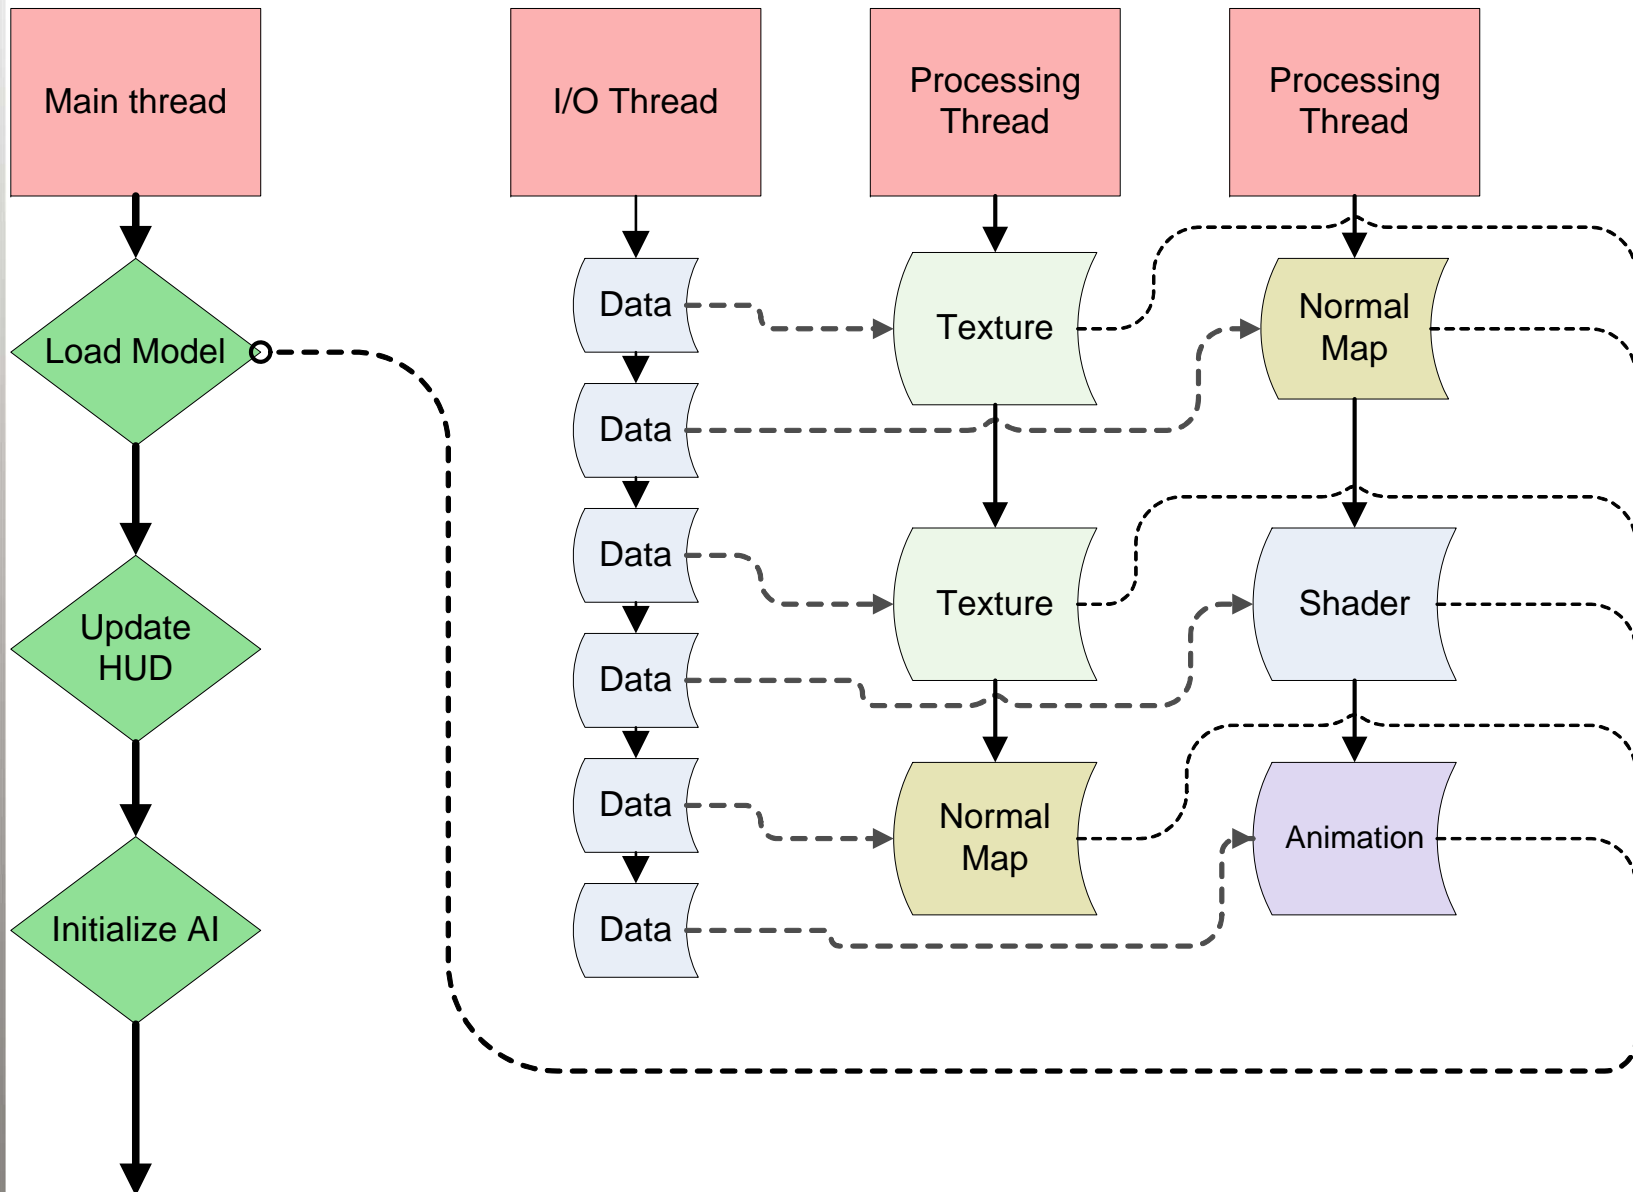 Main thread
I/O Thread
Processing
Thread
Processing
Thread
Load Model
Update
HUD
Initialize AI
Data
Data
Data
Data
Data
Data
Texture
Texture
Normal
Map
Normal
Map
Shader
Animation